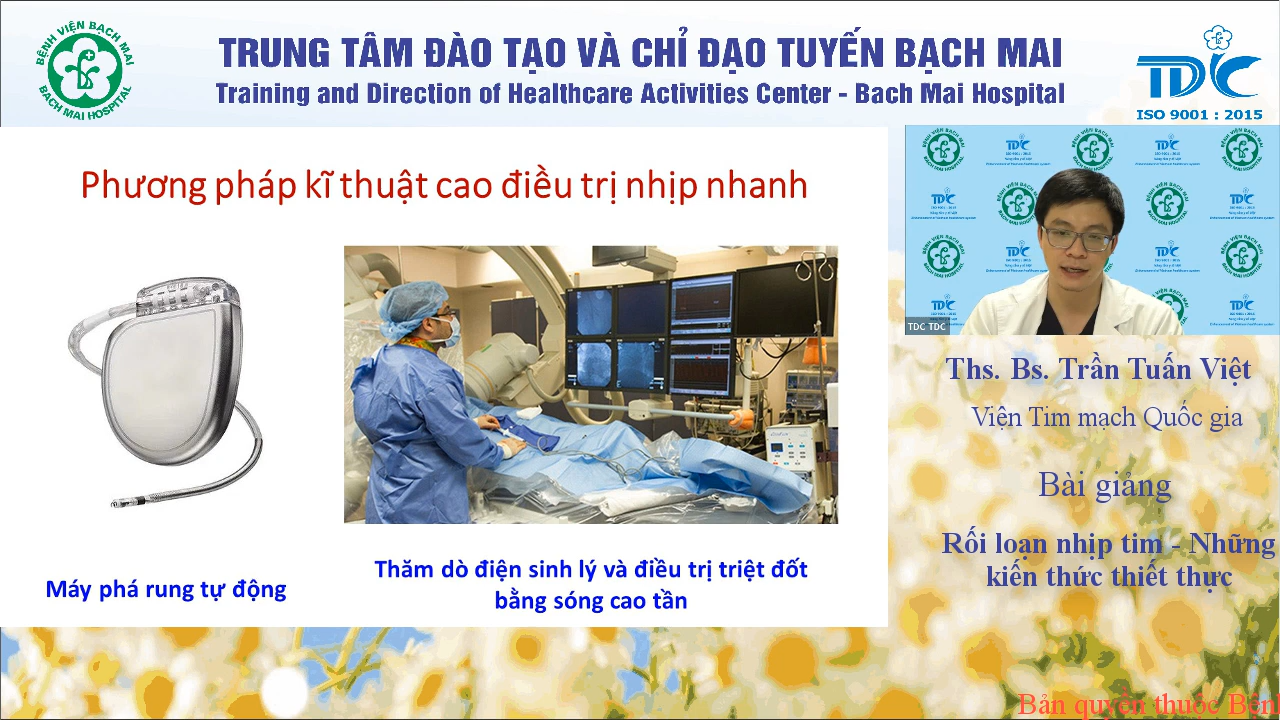 BỆNH VIỆN BẠCH MAI
BACH MAI HOSPITAL
TRUNG TÂM ĐÀO TẠO VÀ CHỈ ĐẠO TUYẾN BẠCH MAI
Training and Direction of Healthcare Activities Center - Bach Mai Hospital
TDC
ISO 9001 : 2015
Phương pháp kĩ thuật cao điều trị nhịp nhanh
Máy phá rung tự động
Thăm dò điện sinh lý và điều trị triệt đốt
bằng sóng cao tần
TDC TDC
Ths. Bs. Trần Tuấn Việt
Viện Tim mạch Quốc gia
Bài giảng
Rối loạn nhịp tim - Những
kiến thức thiết thực
Bản quyền thuộc Bện